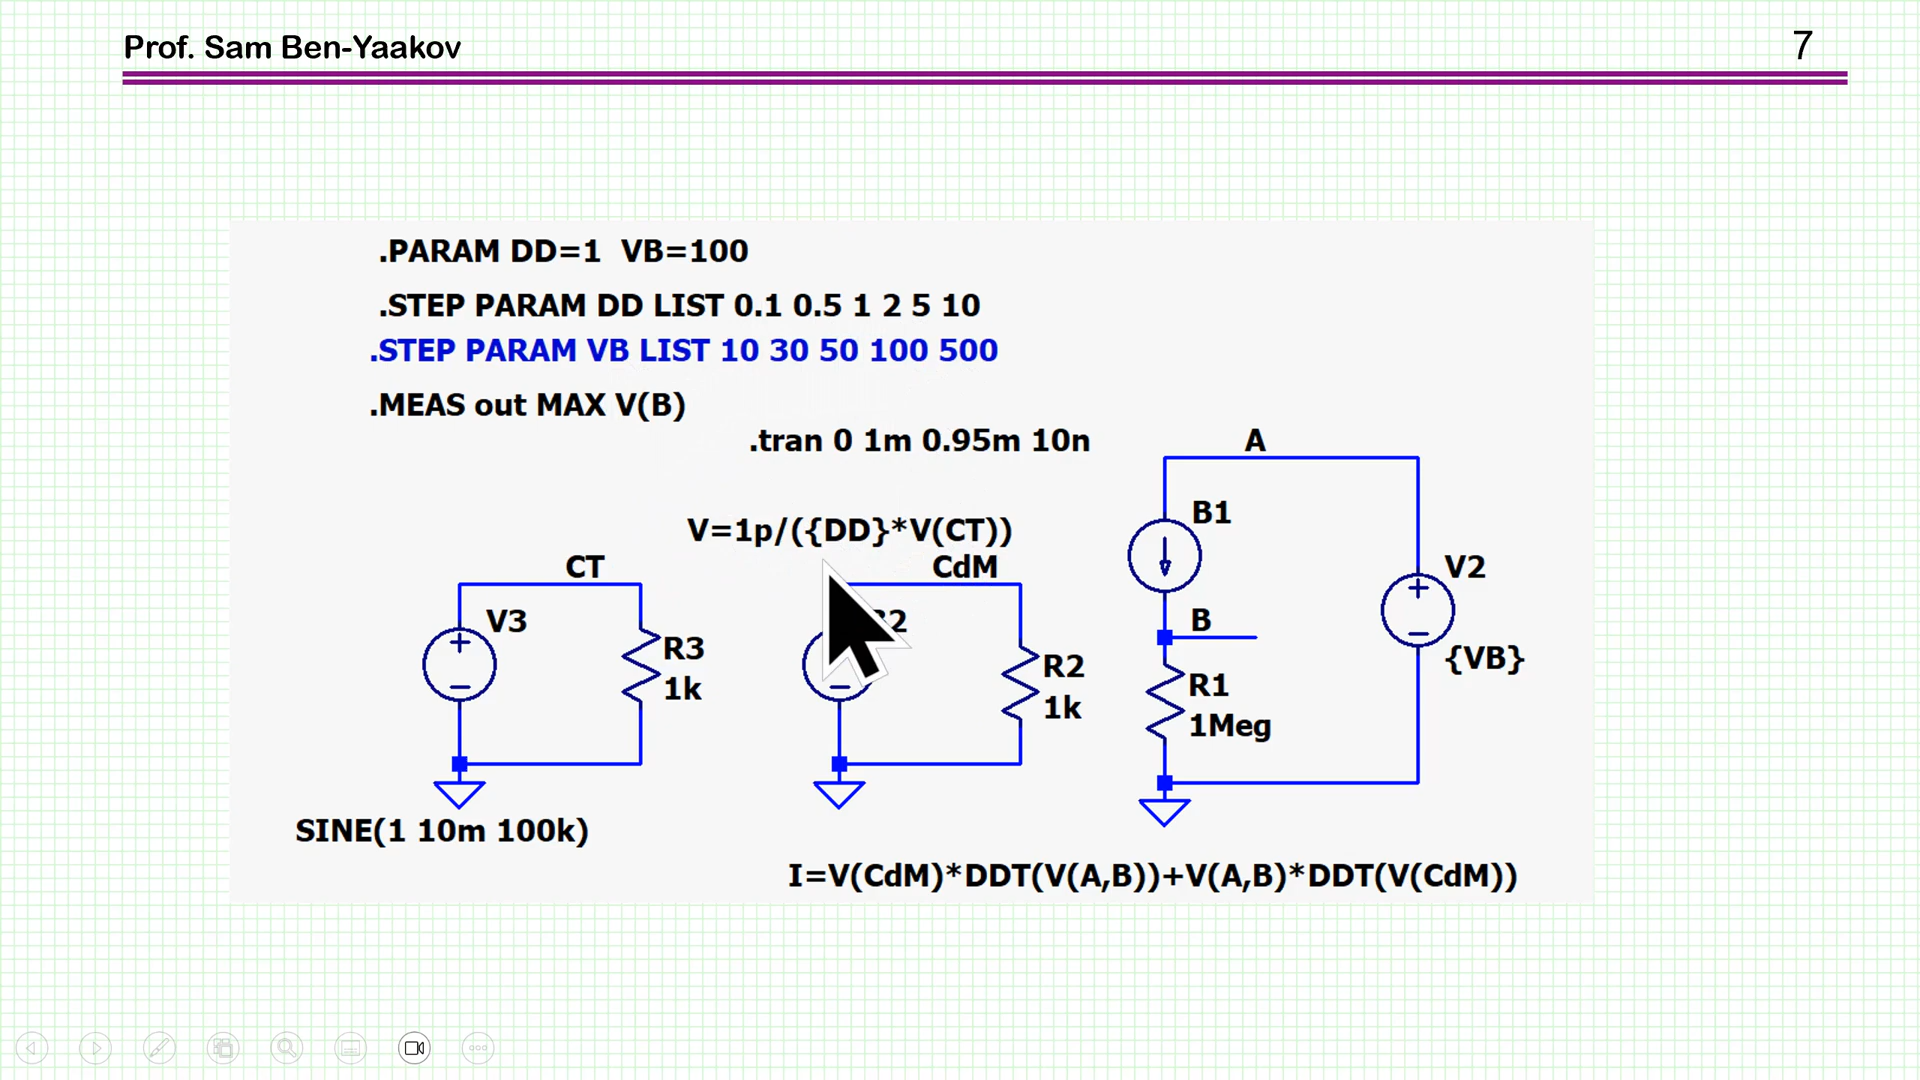 Prof. Sam Ben-Yaakov
7
.PARAM DD=1 VB=100
.STEP PARAM DD LIST 0.1 0.5 1 2 5 10
.STEP PARAM VB LIST 10 30 50 100 500
.MEAS out MAX V(B)
.tran 0 1m 0.95m 10n
A
B1
V=1p/({DD}*V(CT))
CT
CdM
V2
V3
B
R3
1k
R2
1k
{VB}
R1
1Meg
SINE(1 10m 100k)
I=V(CdM)*DDT(V(A,B))+V(A,B)*DDT(V(CdM))